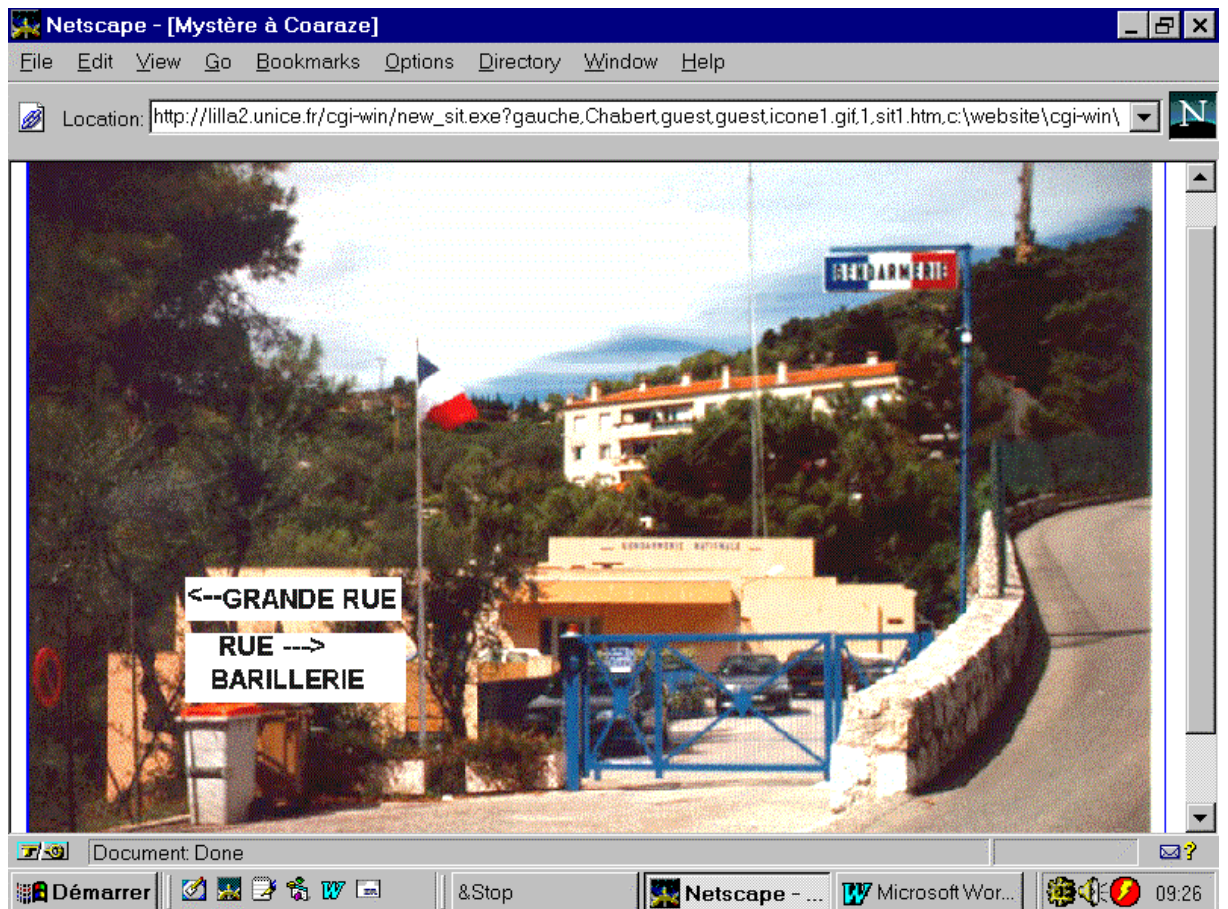 Netscape - [Mystère à Coaraze]
File Edit View Go Bookmarks Options Directory Window Help
Location: http://lilla2.unice.fr/cgi-win/new_sit.exe?gauche,Chabert,guest,guest,icone1.gif,1,sit1.htm,c:\website\cgi-win\
N
GENDARMERIE
GENDARMERIE NATIONALE
<--GRANDE RUE
RUE --->
BARILLERIE
Document: Done
Démarrer &Stop Netscape - ... Microsoft Wor... 09:26